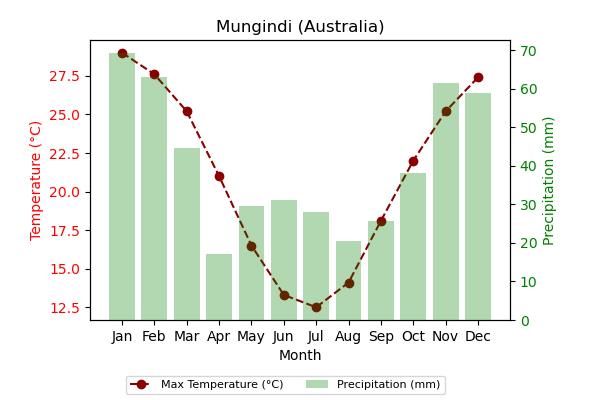 Mungindi (Australia)
Temperature (°C)
27.5
25.0
22.5
20.0
17.5
15.0
12.5
70
60
50
40
30
20
10
0
Precipitation (mm)
Jan Feb Mar Apr May Jun Jul Aug Sep Oct Nov Dec
Month
Max Temperature (°C) Precipitation (mm)